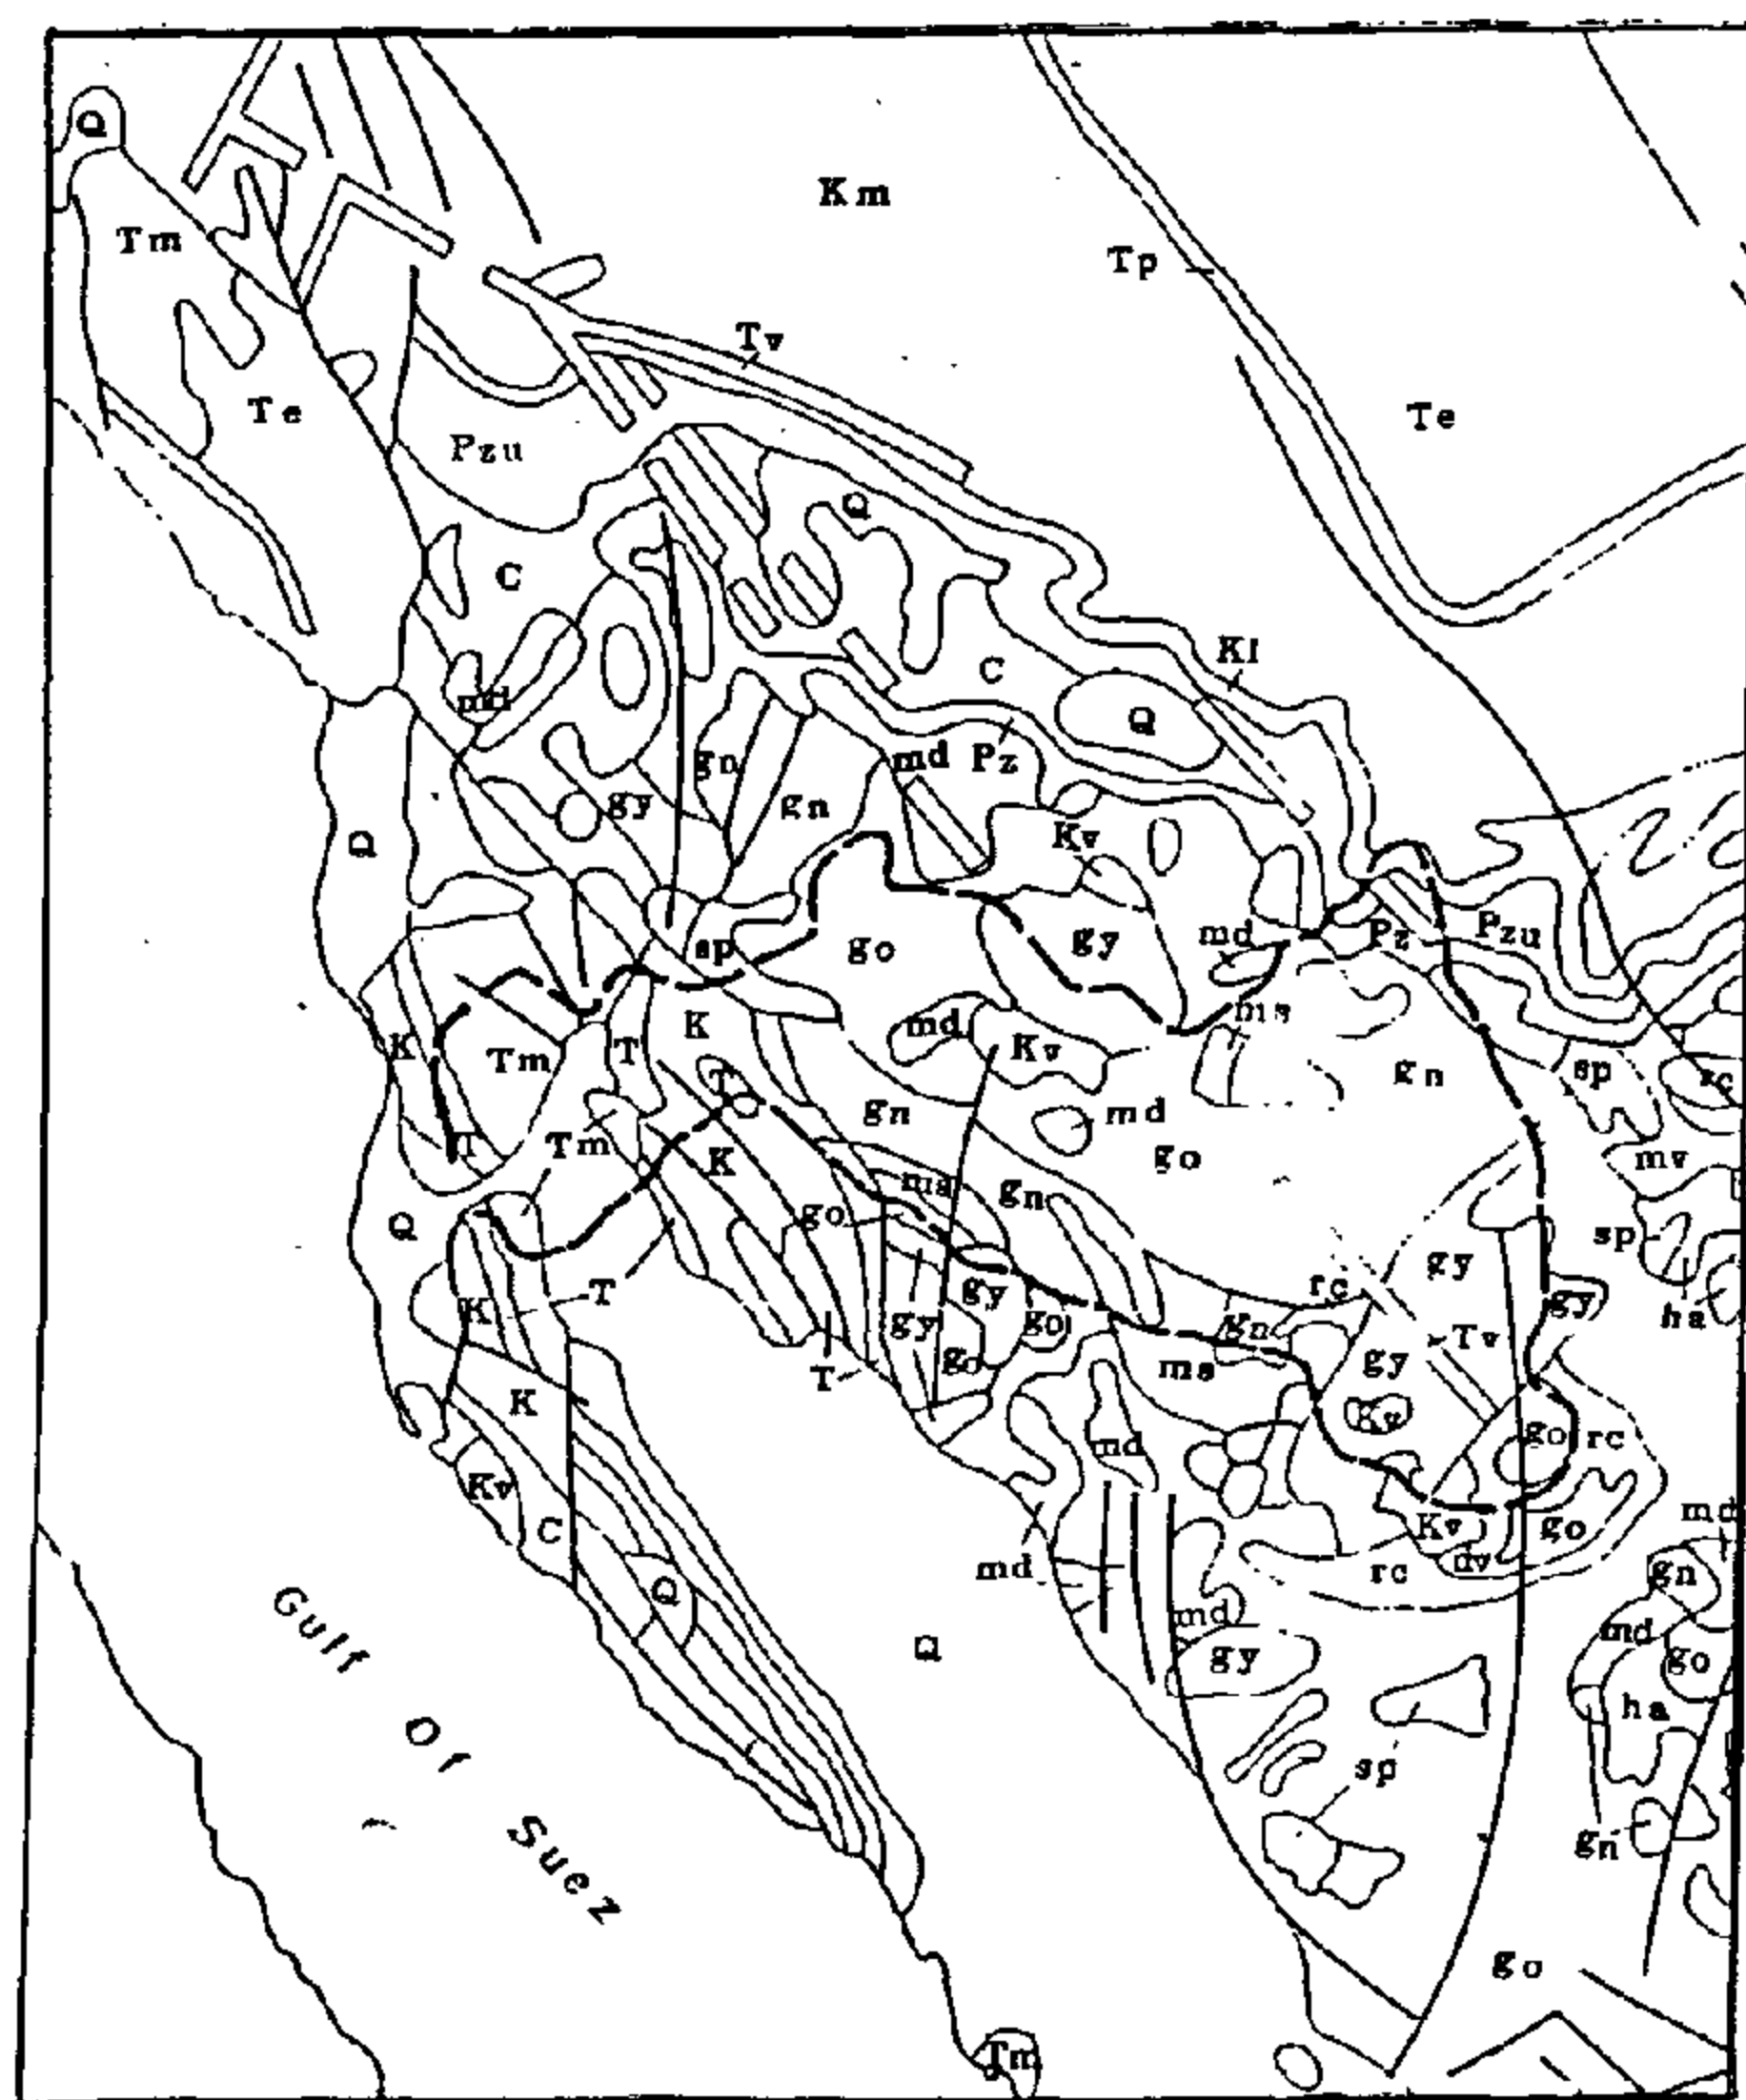 Q
Km
Tm
Tp
Tv
Te
Te
Pzu
Q
C
Kl
C
md
Q
gn
md
Pz
gy
gn
Kv
Q
sp
go
gy
md
Pz
Pzu
K
md
Kv
ms
K
Tm
T
gn
sp
rc
T
gn
md
T
Tm
K
go
mv
ms
gn
Q
go
sp
gy
T
gy
rc
gy
ha
K
gy
go
gn
Tv
T
go
ms
gy
K
Kv
md
go
rc
Kv
md
C
Kv
go
dv
md
rc
gn
Q
md
md
Q
gy
go
ha
sp
gn
go
Tm
Gulf Of Suez